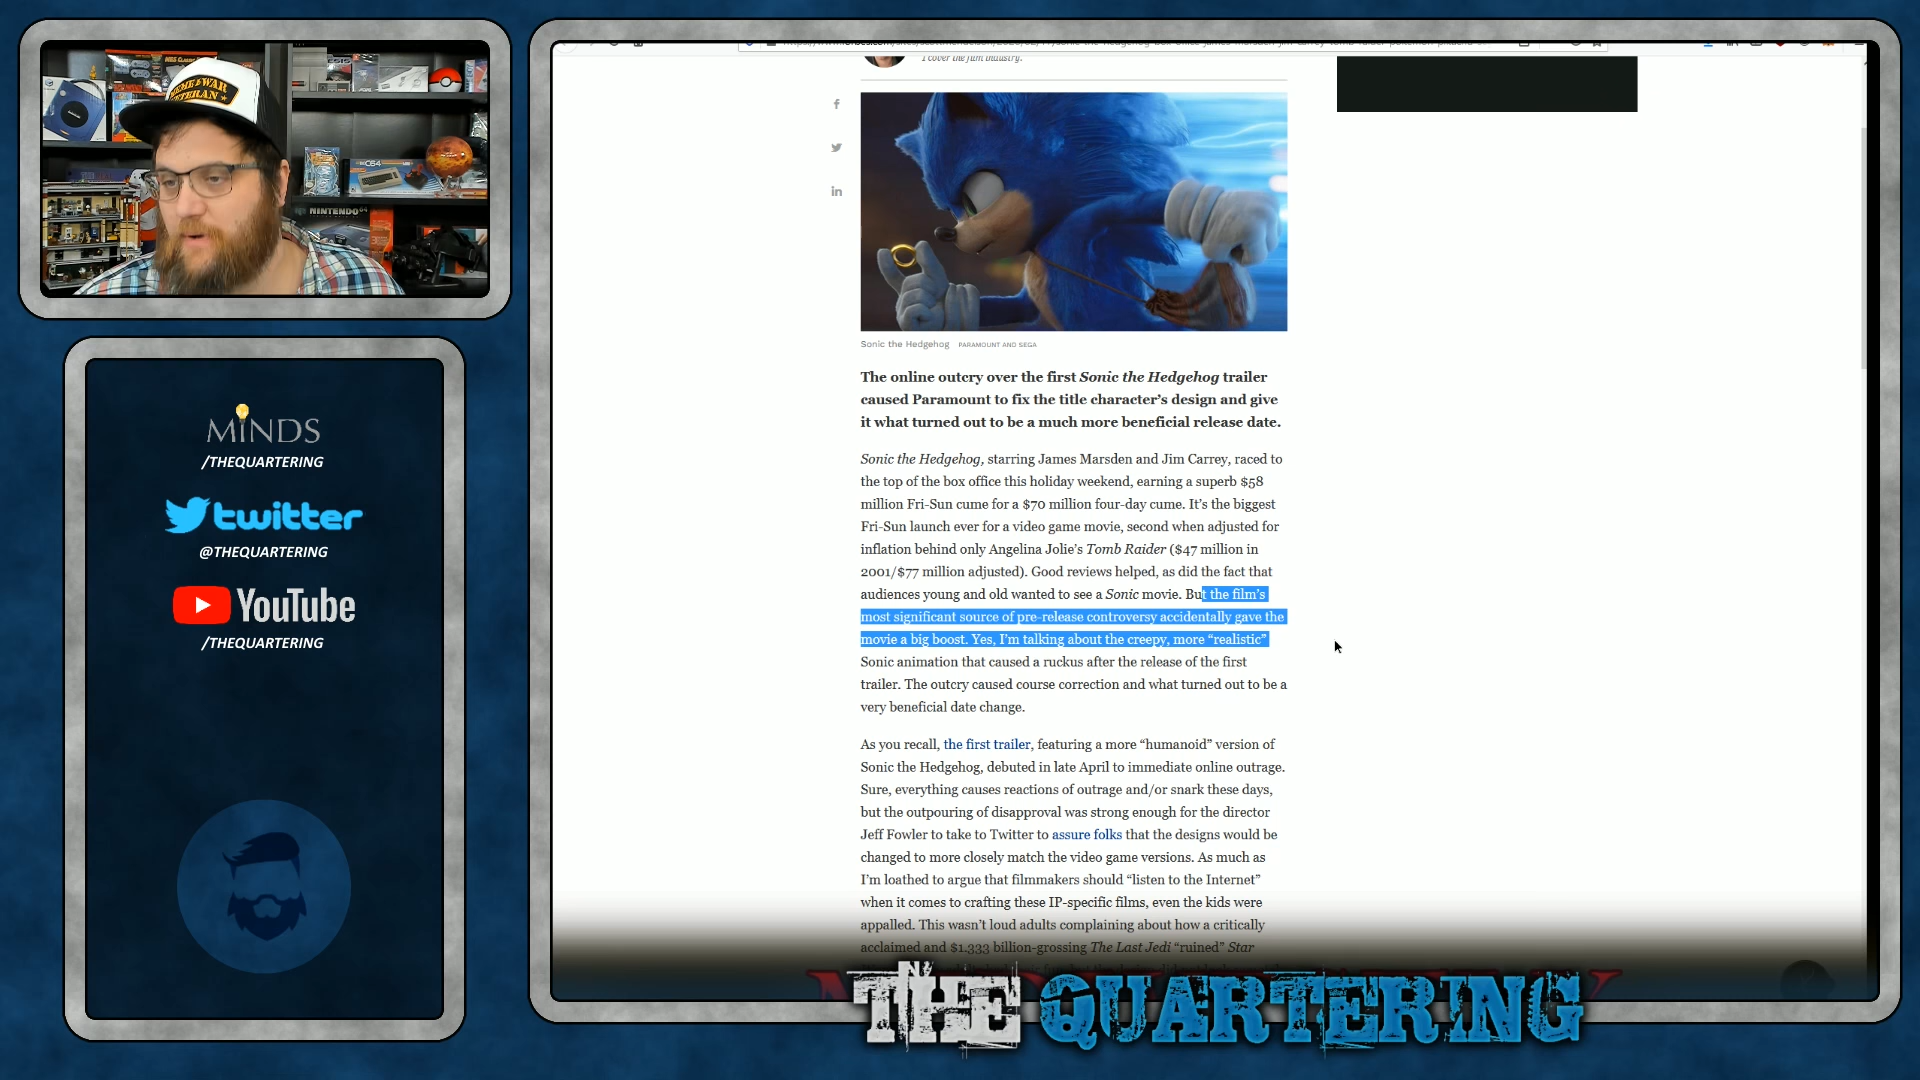 MEME WAR
VETERAN
C64
NINTENDO
MINDS
/THEQUARTERING
twitter
@THEQUARTERING
YouTube
/THEQUARTERING
I cover the film industry.
Sonic the Hedgehog PARAMOUNT AND SEGA
The online outcry over the first Sonic the Hedgehog trailer
caused Paramount to fix the title character's design and give
it what turned out to be a much more beneficial release date.
Sonic the Hedgehog, starring James Marsden and Jim Carrey, raced to
the top of the box office this holiday weekend, earning a superb $58
million Fri-Sun cume for a $70 million four-day cume. It's the biggest
Fri-Sun launch ever for a video game movie, second when adjusted for
inflation behind only Angelina Jolie's Tomb Raider ($47 million in
2001/$77 million adjusted). Good reviews helped, as did the fact that
audiences young and old wanted to see a Sonic movie. But the film's
most significant source of pre-release controversy accidentally gave the
movie a big boost. Yes, I'm talking about the creepy, more “realistic”
Sonic animation that caused a ruckus after the release of the first
trailer. The outcry caused course correction and what turned out to be a
very beneficial date change.
As you recall, the first trailer, featuring a more “humanoid” version of
Sonic the Hedgehog, debuted in late April to immediate online outrage.
Sure, everything causes reactions of outrage and/or snark these days,
but the outpouring of disapproval was strong enough for the director
Jeff Fowler to take to Twitter to assure folks that the designs would be
changed to more closely match the video game versions. As much as
I'm loathed to argue that filmmakers should “listen to the Internet”
when it comes to crafting these IP-specific films, even the kids were
appalled. This wasn't loud adults complaining about how a critically
acclaimed and $1.333 billion-grossing The Last Jedi “ruined” Star
THE QUARTERING